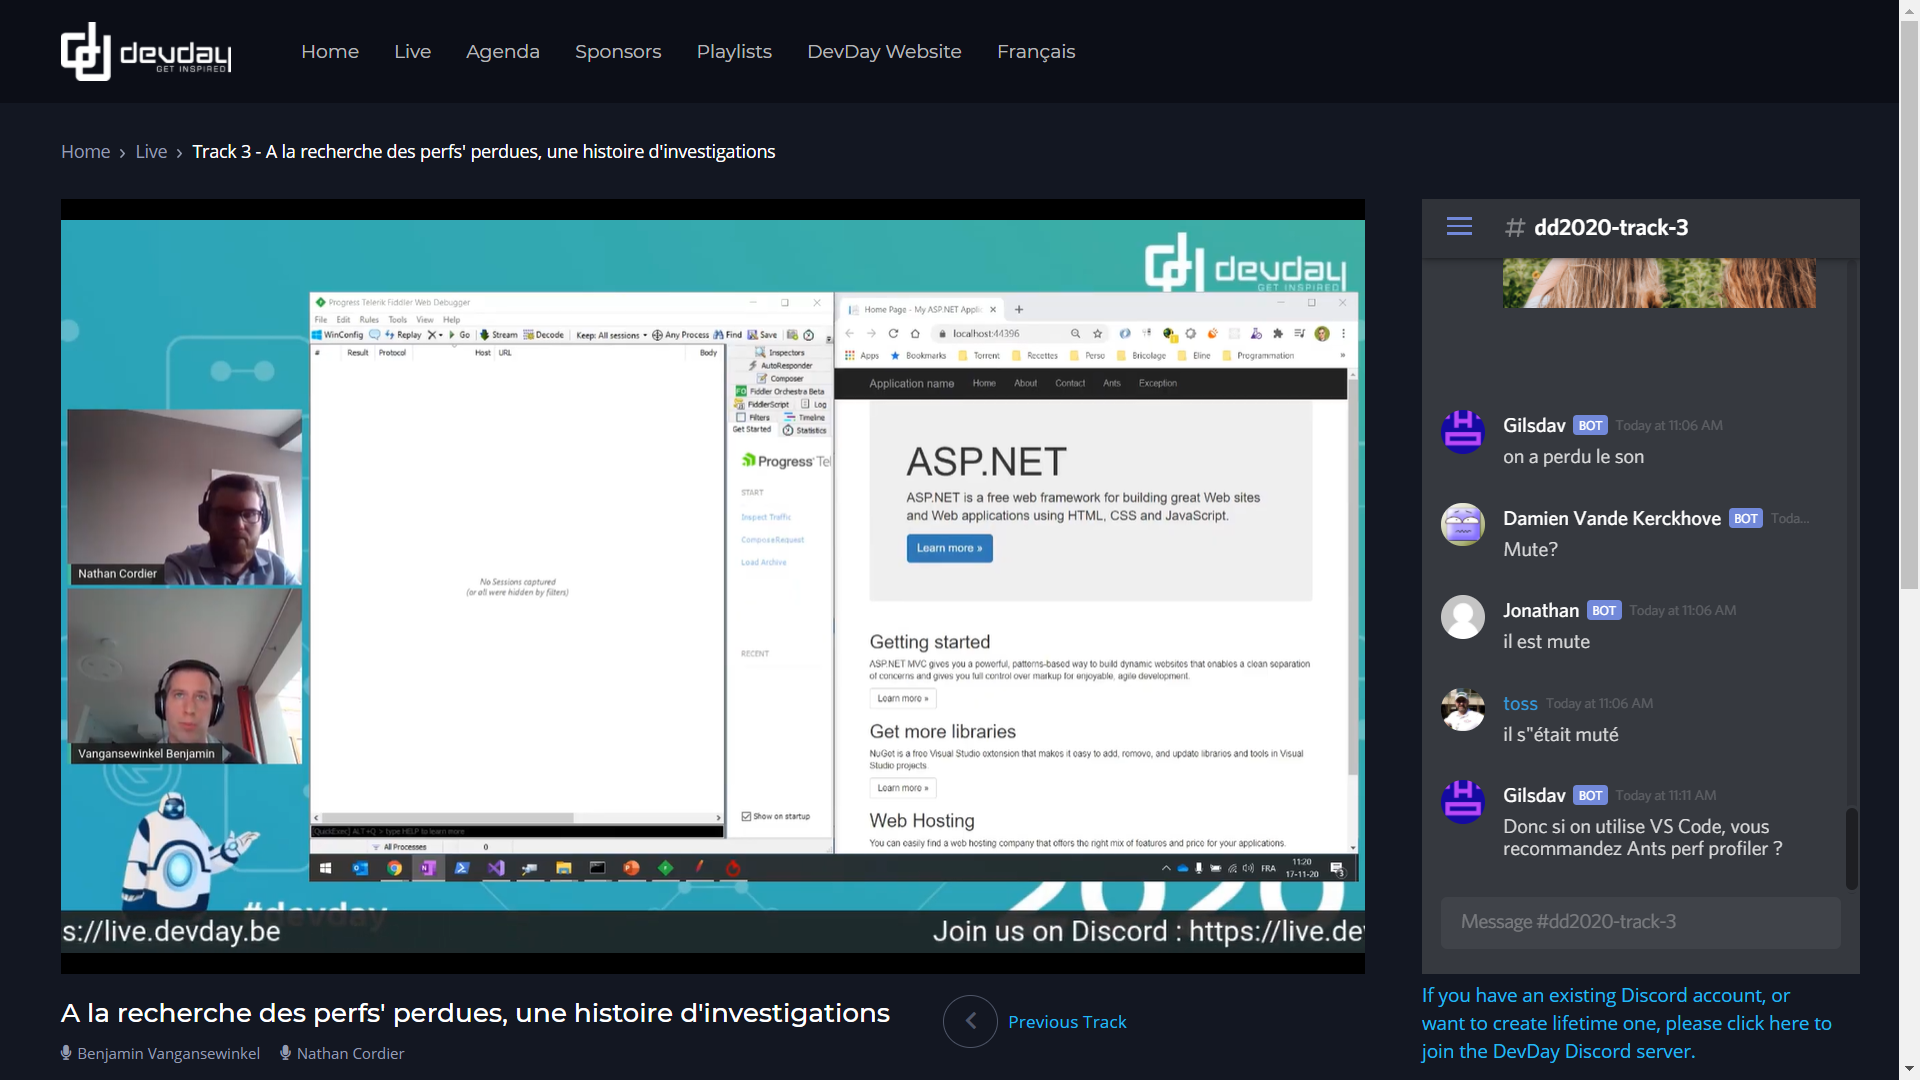 devday
GET INSPIRED
Home
Live
Agenda
Sponsors
Playlists
DevDay Website
Français
Home › Live › Track 3 - A la recherche des perfs' perdues, une histoire d'investigations
devday
GET INSPIRED
Progress Telerik Fiddler Web Debugger
File Edit Rules Tools View Help
WinConfig Replay Go Stream Decode Keep: All sessions Any Process Find Save
# Result Protocol Host URL Body
Inspectors
AutoResponder
Composer
Fiddler Orchestra Beta
FiddlerScript Log
Filters Timeline
Get Started Statistics
Progress Tel
START
Inspect Traffic
Compose Request
Load Archive
RECENT
No Sessions captured
(or all were hidden by filters)
Show on startup
[QuickExec] ALT+Q > type HELP to learn more
All Processes 0
Home Page - My ASP.NET Applic
localhost:44396
Apps Bookmarks Torrent Recettes Perso Bricolage Eline Programmation »
Application name Home About Contact Ants Exception
ASP.NET
ASP.NET is a free web framework for building great Web sites
and Web applications using HTML, CSS and JavaScript.
Learn more »
Getting started
ASP.NET MVC gives you a powerful, patterns-based way to build dynamic websites that enables a clean separation
of concerns and gives you full control over markup for enjoyable, agile development.
Learn more »
Get more libraries
NuGet is a free Visual Studio extension that makes it easy to add, remove, and update libraries and tools in Visual
Studio projects
Learn more »
Web Hosting
You can easily find a web hosting company that offers the right mix of features and price for your applications.
FRA
11:20
17-11-20
3
Nathan Cordier
Vangansewinkel Benjamin
#devday
2020
s://live.devday.be
Join us on Discord : https://live.de
# dd2020-track-3
Gilsdav BOT Today at 11:06 AM
on a perdu le son
Damien Vande Kerckhove BOT Toda...
Mute?
Jonathan BOT Today at 11:06 AM
il est mute
toss Today at 11:06 AM
il s"était muté
Gilsdav BOT Today at 11:11 AM
Donc si on utilise VS Code, vous
recommandez Ants perf profiler ?
Message #dd2020-track-3
A la recherche des perfs' perdues, une histoire d'investigations
Benjamin Vangansewinkel
Nathan Cordier
Previous Track
If you have an existing Discord account, or
want to create lifetime one, please click here to
join the DevDay Discord server.